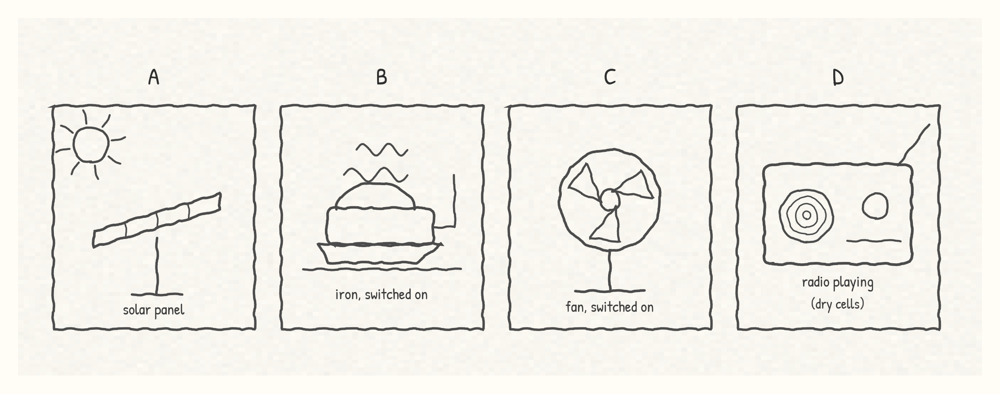 A
B
C
D
solar panel
iron, switched on
fan, switched on
radio playing
(dry cells)